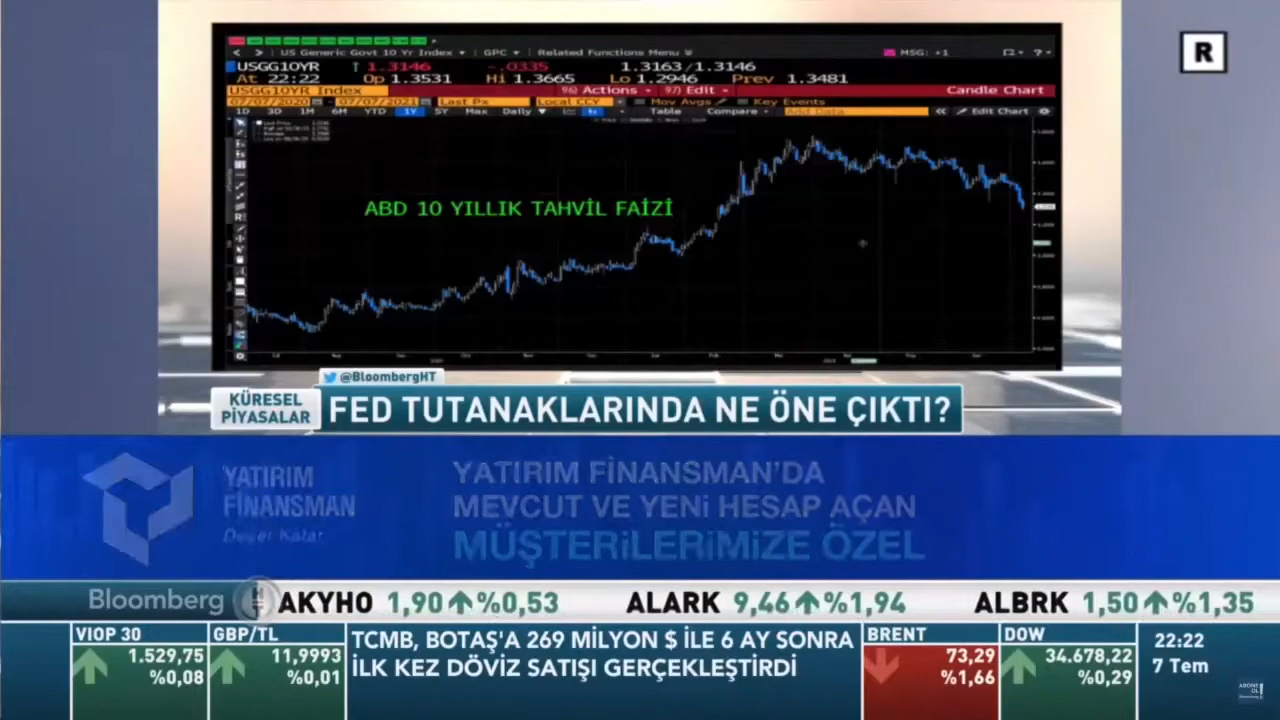 R
US Generic Govt 10 Yr Index
GPC
Related Functions Menu
MSG: +1
USGG10YR
1.3146
-.0335
1.3163/1.3146
At 22:22
Op 1.3531
Hi 1.3665
Lo 1.2946
Prev 1.3481
USGG10YR Index
96) Actions
97) Edit
Candle Chart
07/07/2020
07/07/2021
Last Px
Local CCY
Mov Avgs
Key Events
1D
3D
1M
6M
YTD
1Y
5Y
Max
Daily
Table
Compare
Add Data
Edit Chart
ABD 10 YILLIK TAHVİL FAİZİ
@BloombergHT
KÜRESEL
PİYASALAR
FED TUTANAKLARINDA NE ÖNE ÇIKTI?
YATIRIM
FİNANSMAN
Değer Katar
YATIRIM FİNANSMAN'DA
MEVCUT VE YENİ HESAP AÇAN
MÜŞTERİLERİMİZE ÖZEL
Bloomberg HT
AKYHO 1,90 %0,53
ALARK 9,46 %1,94
ALBRK 1,50 %1,35
VIOP 30
1.529,75
%0,08
GBP/TL
11,9993
%0,01
TCMB, BOTAŞ'A 269 MİLYON $ İLE 6 AY SONRA
İLK KEZ DÖVİZ SATIŞI GERÇEKLEŞTİRDİ
BRENT
73,29
%1,66
DOW
34.678,22
%0,29
22:22
7 Tem
ABONE
OL!